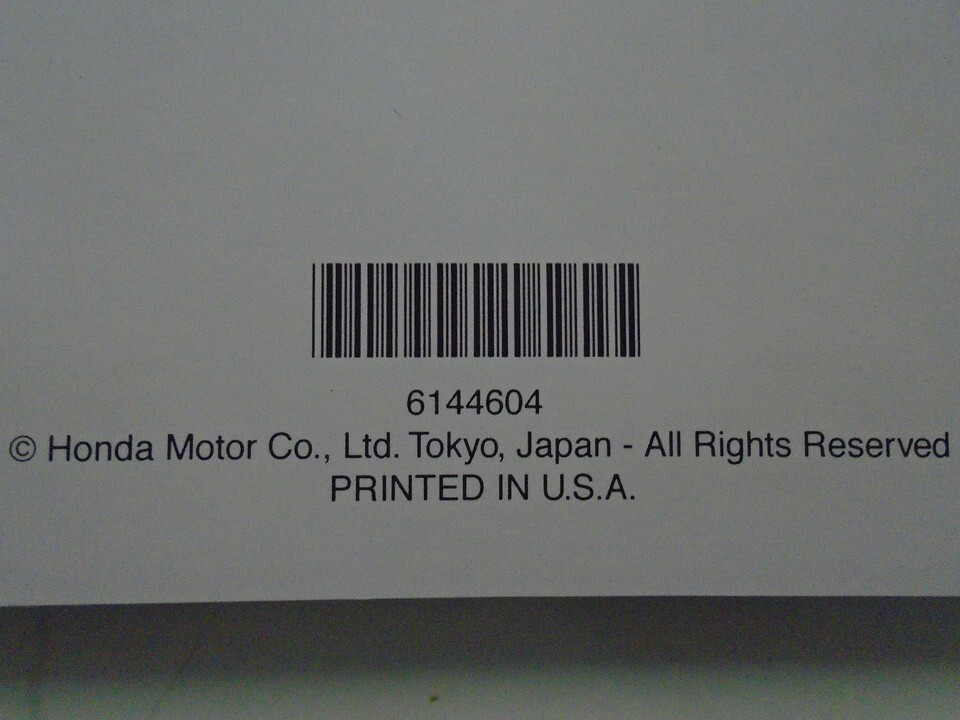 6144604
© Honda Motor Co., Ltd. Tokyo, Japan - All Rights Reserved
PRINTED IN U.S.A.